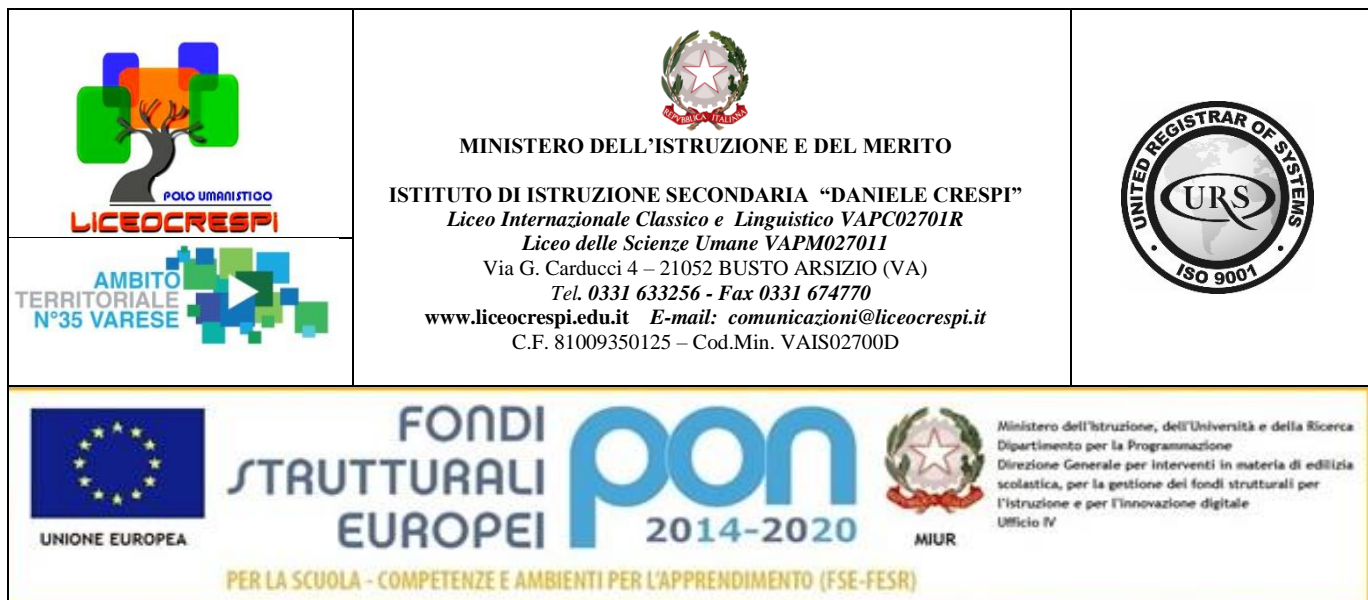 POLO UMANISTICO
LICEOCRESPI
AMBITO
TERRITORIALE
N°35 VARESE
REPVBBLICA ITALIANA
MINISTERO DELL’ISTRUZIONE E DEL MERITO
ISTITUTO DI ISTRUZIONE SECONDARIA “DANIELE CRESPI”
Liceo Internazionale Classico e Linguistico VAPC02701R
Liceo delle Scienze Umane VAPM027011
Via G. Carducci 4 – 21052 BUSTO ARSIZIO (VA)
Tel. 0331 633256 - Fax 0331 674770
www.liceocrespi.edu.it E-mail: comunicazioni@liceocrespi.it
C.F. 81009350125 – Cod.Min. VAIS02700D
UNITED REGISTRAR OF SYSTEMS
URS
ISO 9001
UNIONE EUROPEA
FONDI
STRUTTURALI
EUROPEI
pon
2014-2020
MIUR
Ministero dell'Istruzione, dell'Università e della Ricerca
Dipartimento per la Programmazione
Direzione Generale per interventi in materia di edilizia
scolastica, per la gestione dei fondi strutturali per
l'istruzione e per l'innovazione digitale
Ufficio IV
PER LA SCUOLA - COMPETENZE E AMBIENTI PER L'APPRENDIMENTO (FSE-FESR)